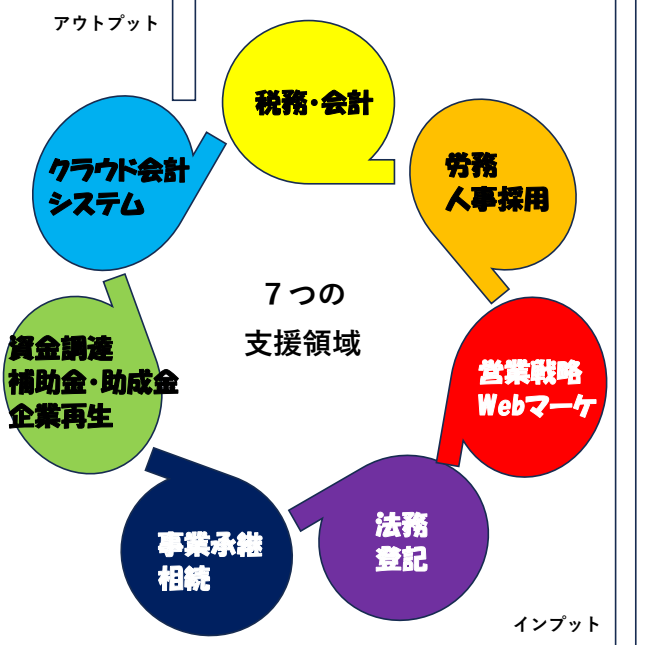 アウトプット
税務・会計
労務
人事採用
営業戦略
Webマーケ
法務
登記
事業承継
相続
資金調達
補助金・助成金
企業再生
クラウド会計
システム
７つの
支援領域
インプット